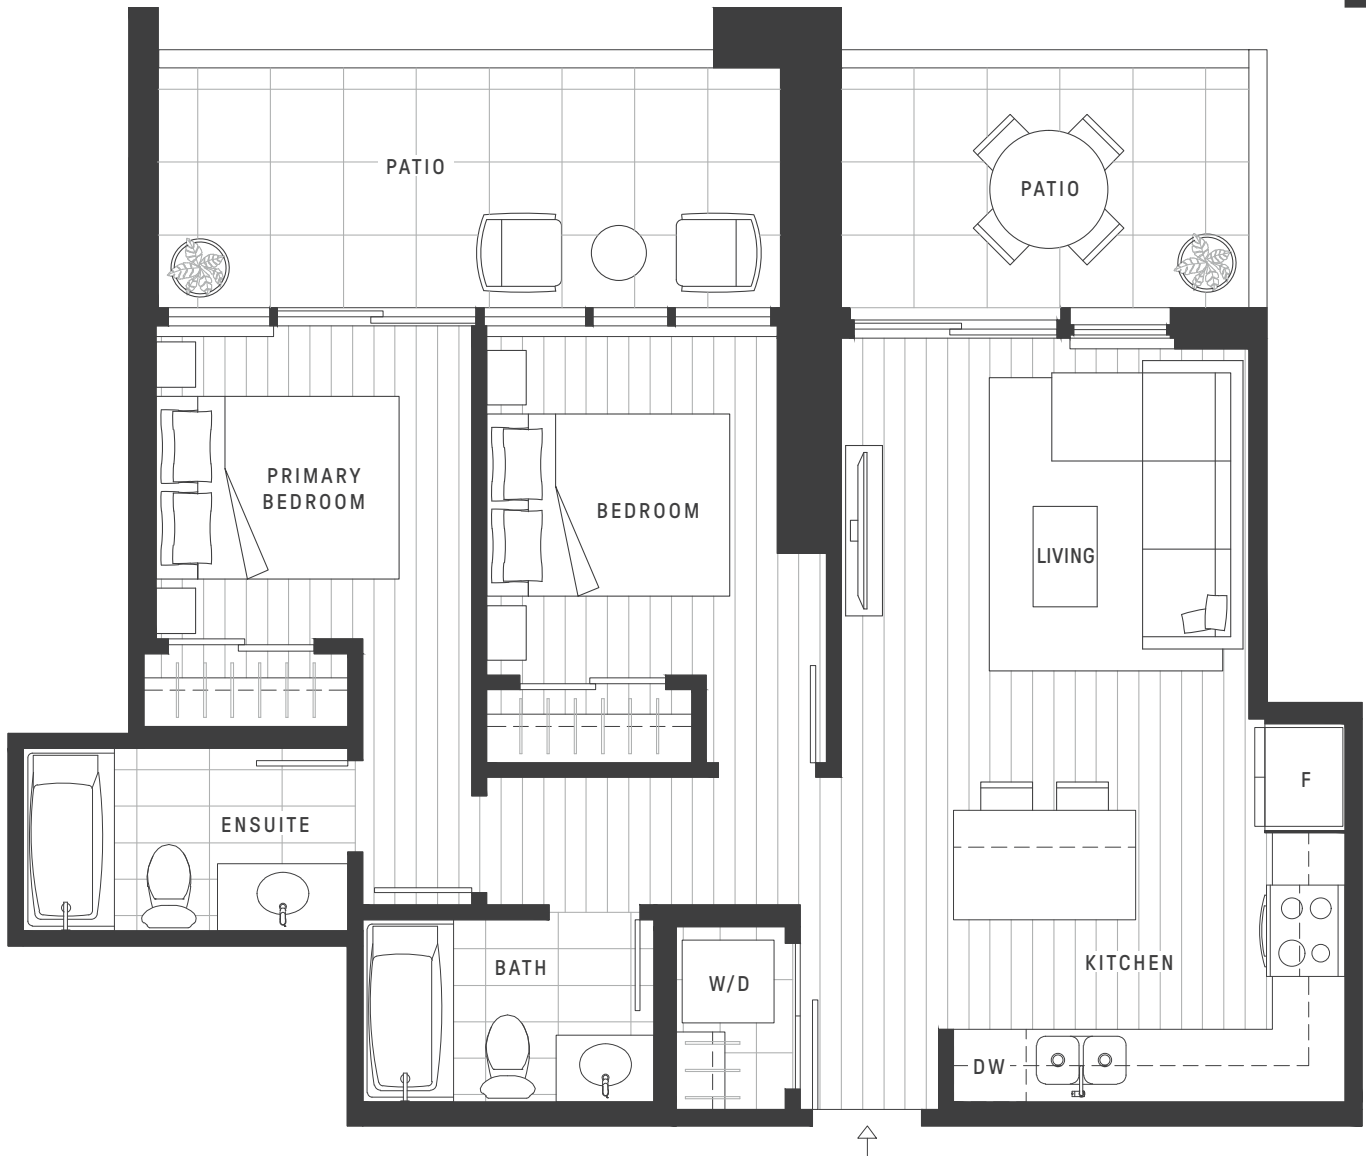 PATIO
PATIO
PRIMARY
BEDROOM
BEDROOM
LIVING
F
ENSUITE
BATH
W/D
KITCHEN
DW